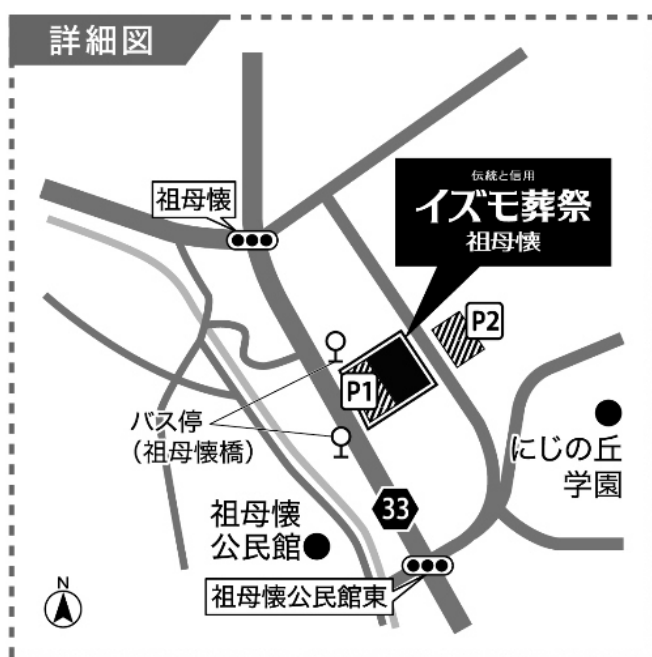 詳細図
祖母懐
伝統と信用
イズモ葬祭
祖母懐
P2
P1
バス停
（祖母懐橋）
にじの丘
学園
33
祖母懐
公民館
祖母懐公民館東
N